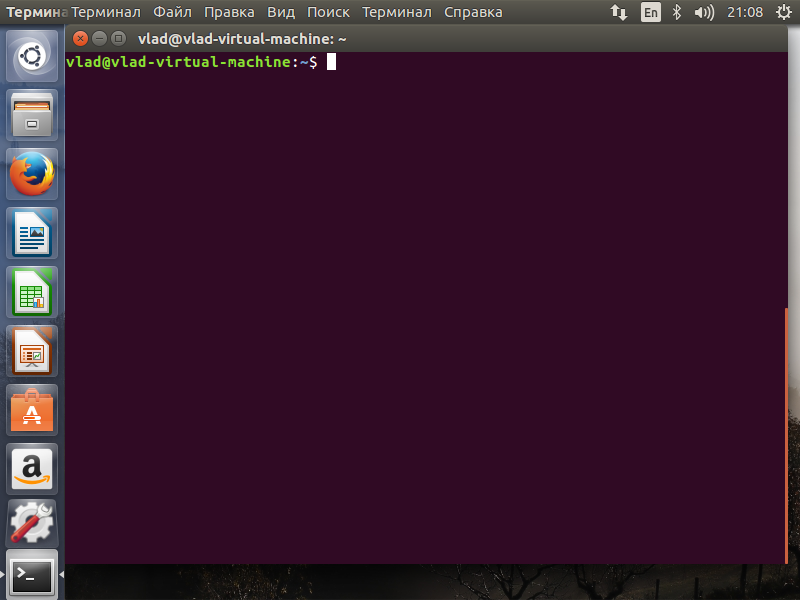 Термина Терминал Файл Правка Вид Поиск Терминал Справка En 21:08
vlad@vlad-virtual-machine: ~
vlad@vlad-virtual-machine:~$
a
>_